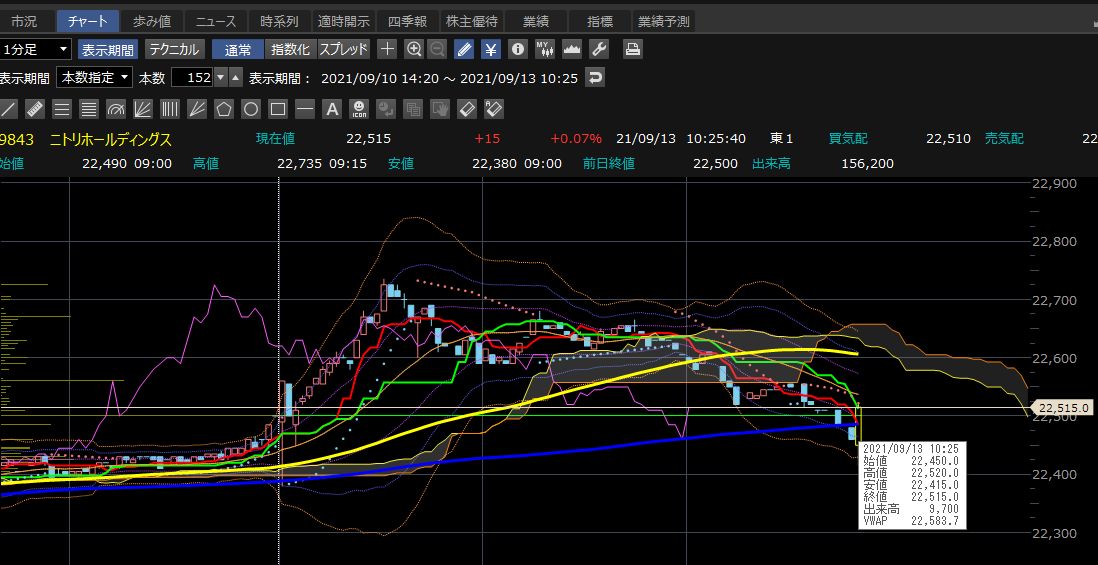 市況 チャート 歩み値 ニュース 時系列 適時開示 四季報 株主優待 業績 指標 業績予測
1分足 表示期間 テクニカル 通常 指数化 スプレッド ¥ MY
表示期間 本数指定 本数 152 表示期間: 2021/09/10 14:20 ~ 2021/09/13 10:25
A ICON
9843 ニトリホールディングス 現在値 22,515 +15 +0.07% 21/09/13 10:25:40 東1 買気配 22,510 売気配 22
始値 22,490 09:00 高値 22,735 09:15 安値 22,380 09:00 前日終値 22,500 出来高 156,200
22,900
22,800
22,700
22,600
22,515.0
22,500
22,400
22,300
2021/09/13 10:25
始値 22,450.0
高値 22,520.0
安値 22,415.0
終値 22,515.0
出来高 9,700
VWAP 22,583.7